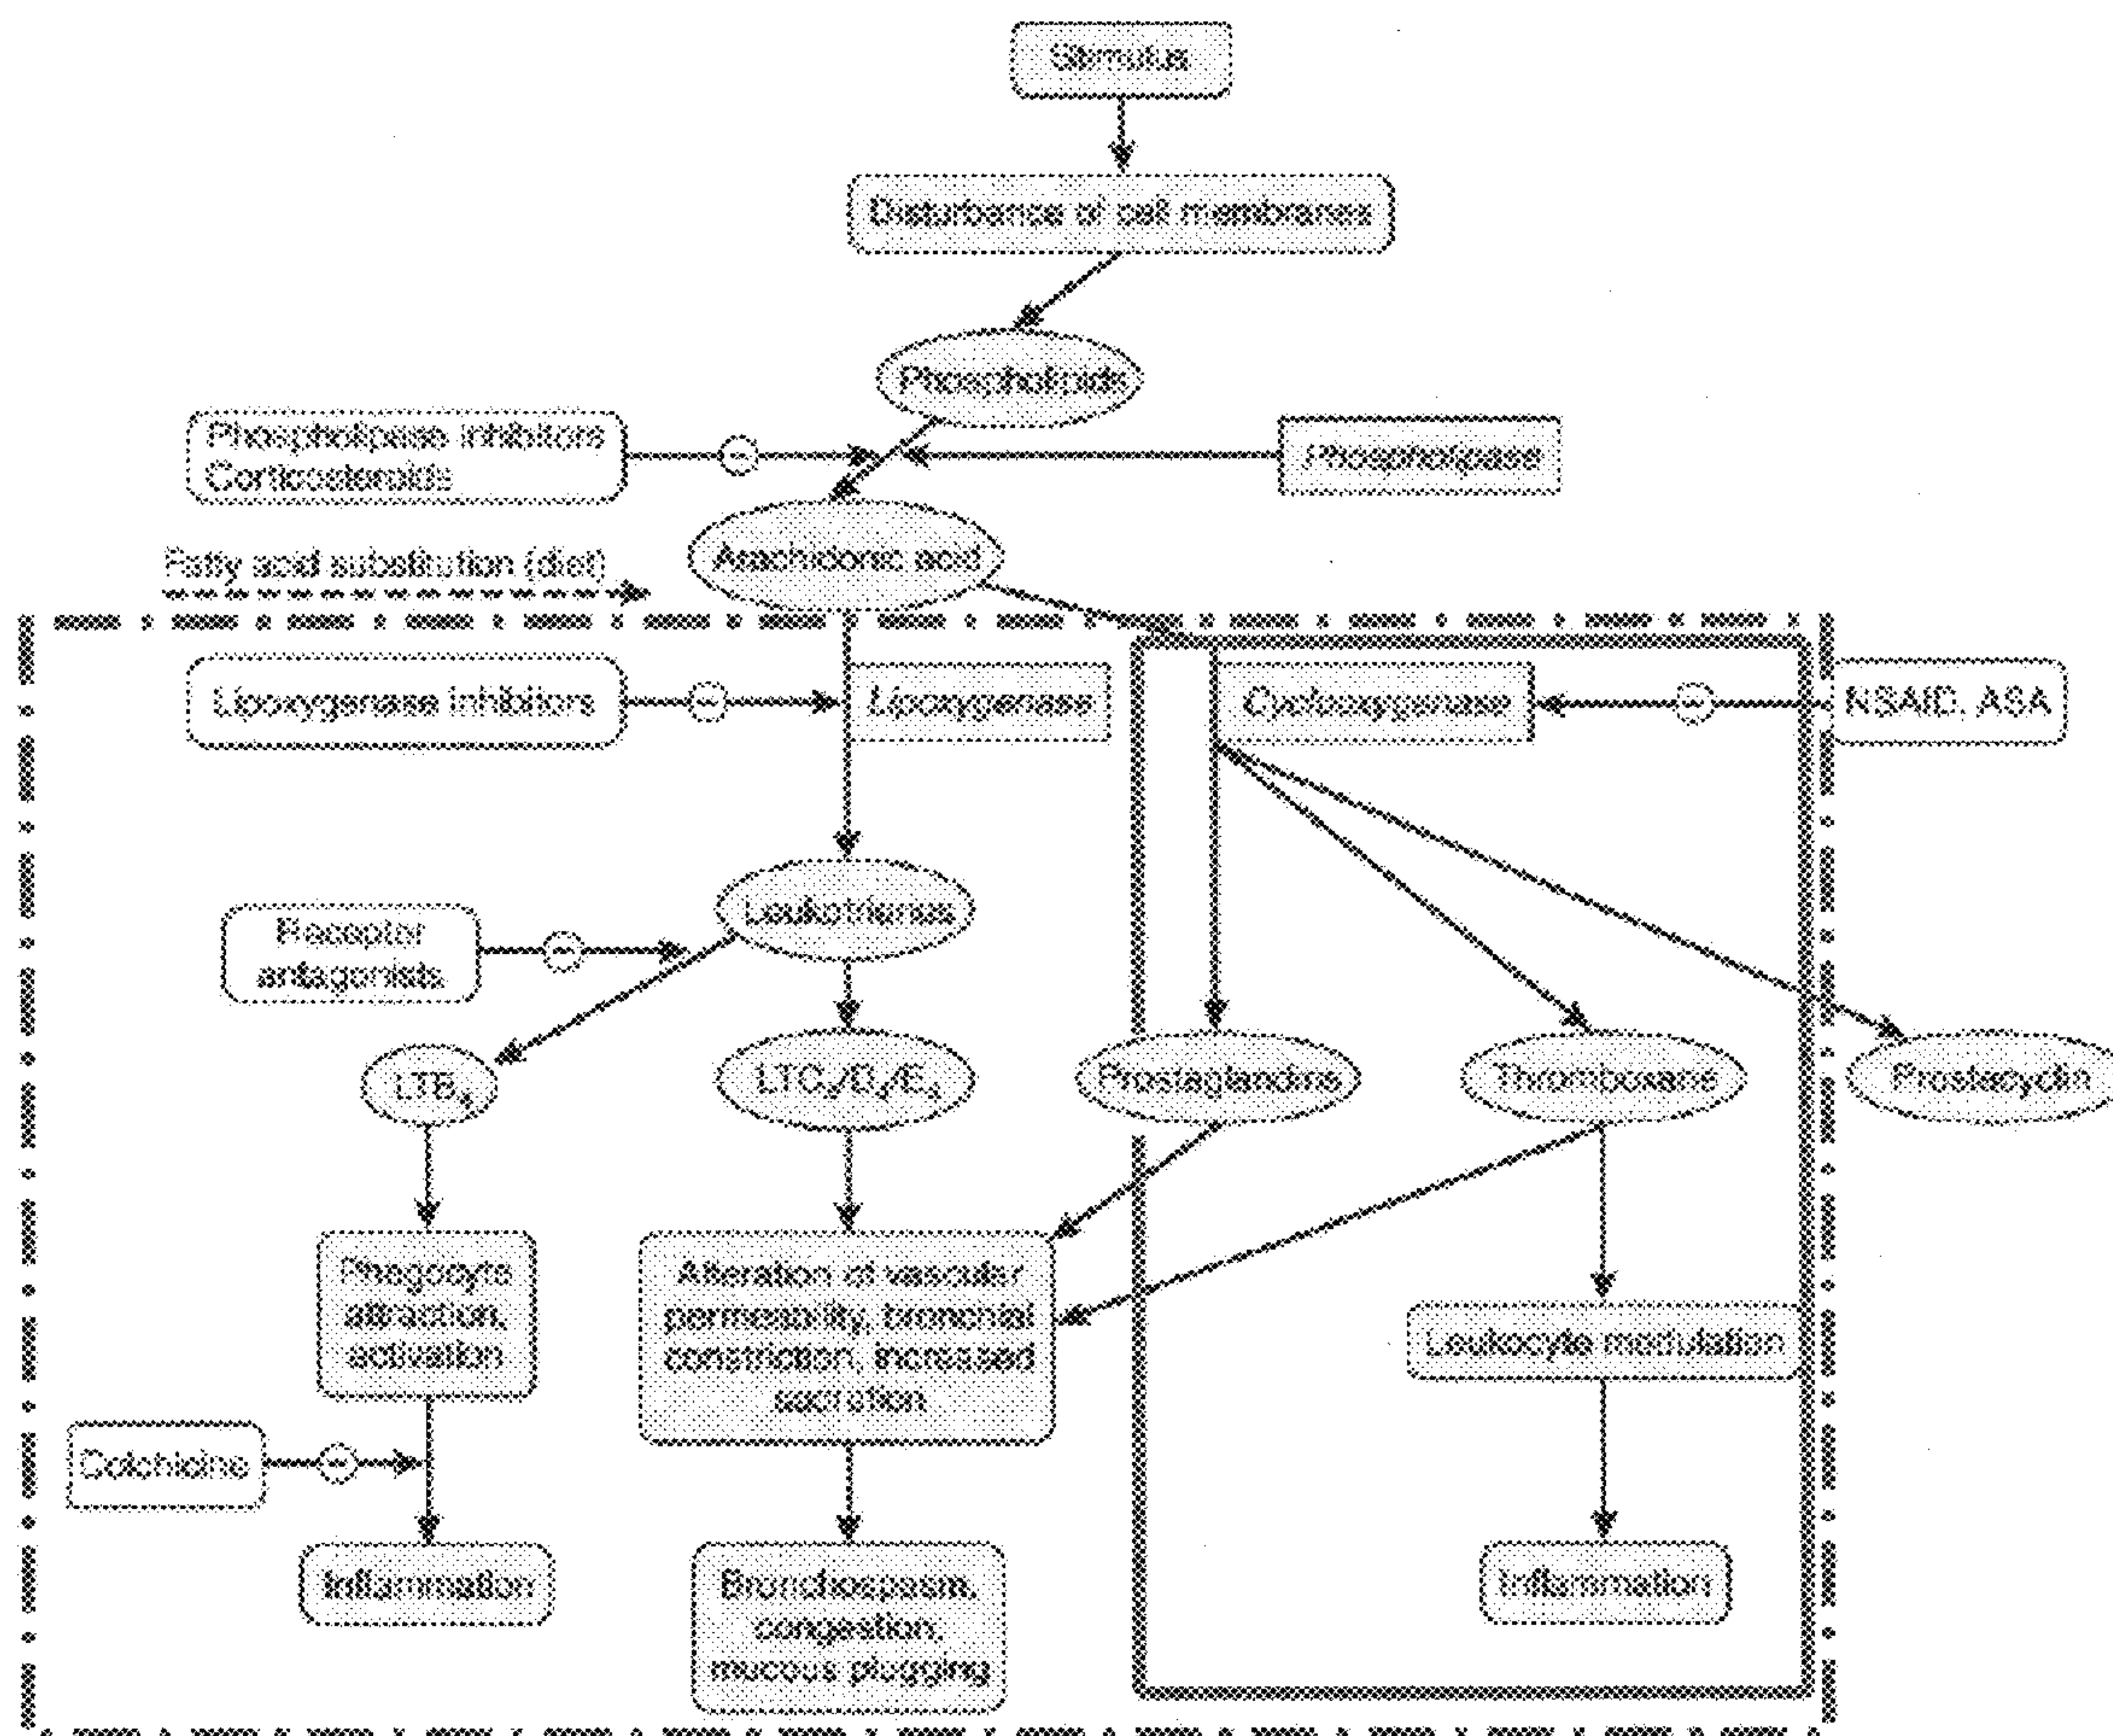 Stimulus
Disturbance of cell membranes
Phospholipids
Phospholipase inhibitors
Corticosteroids
Phospholipase
Arachidonic acid
Fatty acid substitution (diet)
Lipoxygenase inhibitors
Lipoxygenase
Cyclooxygenase
NSAID, ASA
Leukotrienes
Receptor
antagonists
LTB4
LTC4/D4/E4
Prostaglandins
Thromboxane
Prostacyclin
Phagocyte
attraction,
activation
Alteration of vascular
permeability, bronchial
constriction, increased
secretion
Leukocyte modulation
Colchicine
Inflammation
Bronchospasm,
congestion,
mucous plugging
Inflammation